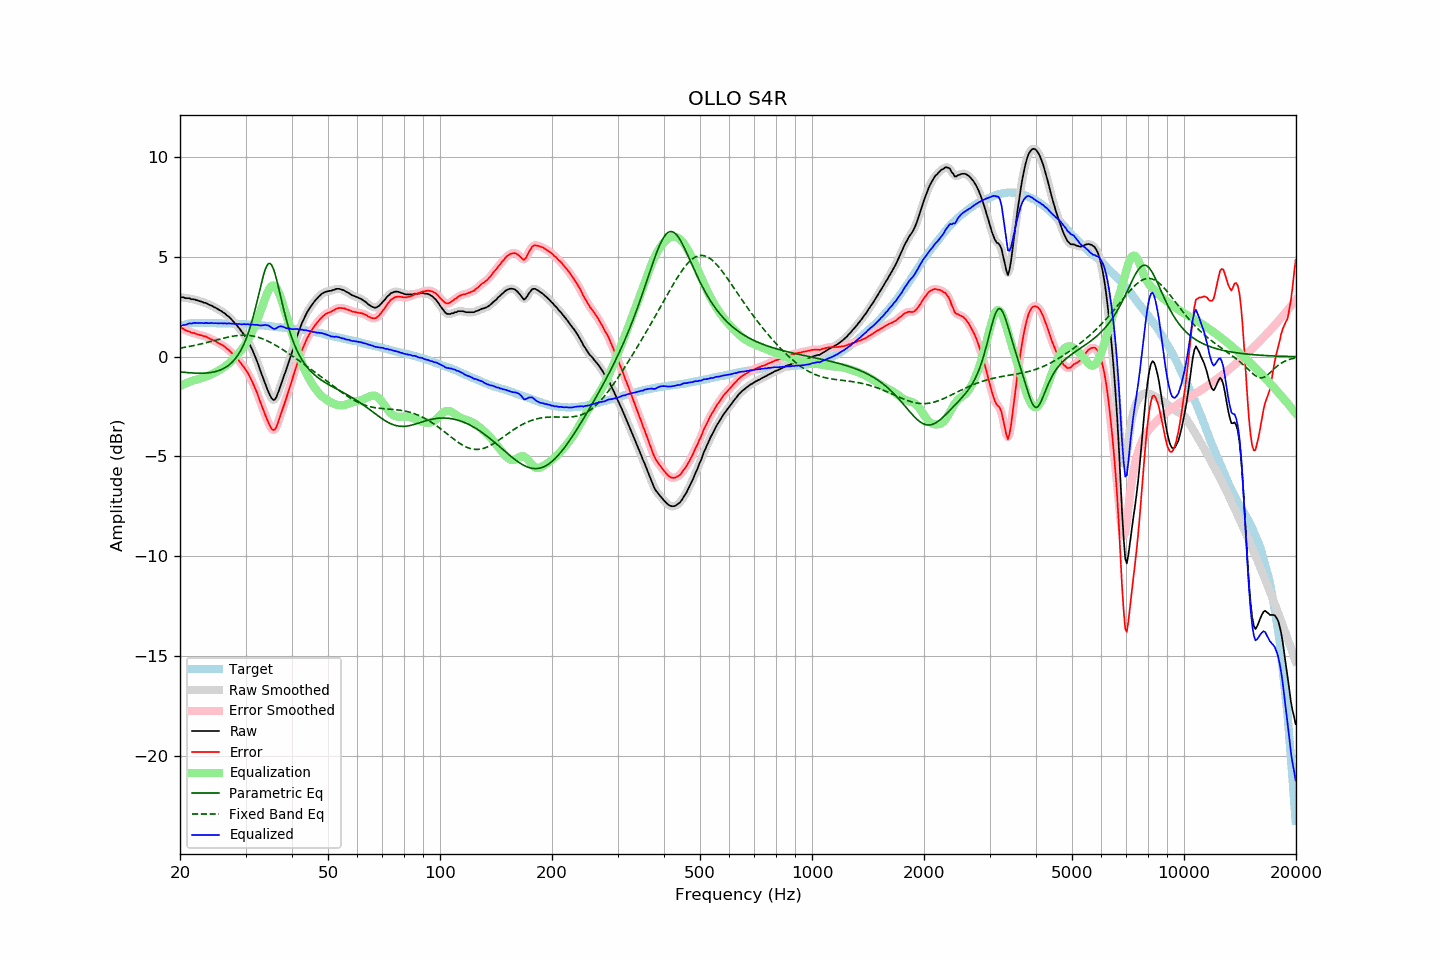 OLLO S4R
Amplitude (dBr)
10
5
0
−5
−10
−15
−20
Target
Raw Smoothed
Error Smoothed
Raw
Error
Equalization
Parametric Eq
Fixed Band Eq
Equalized
20 50 100 200 500 1000 2000 5000 10000 20000
Frequency (Hz)